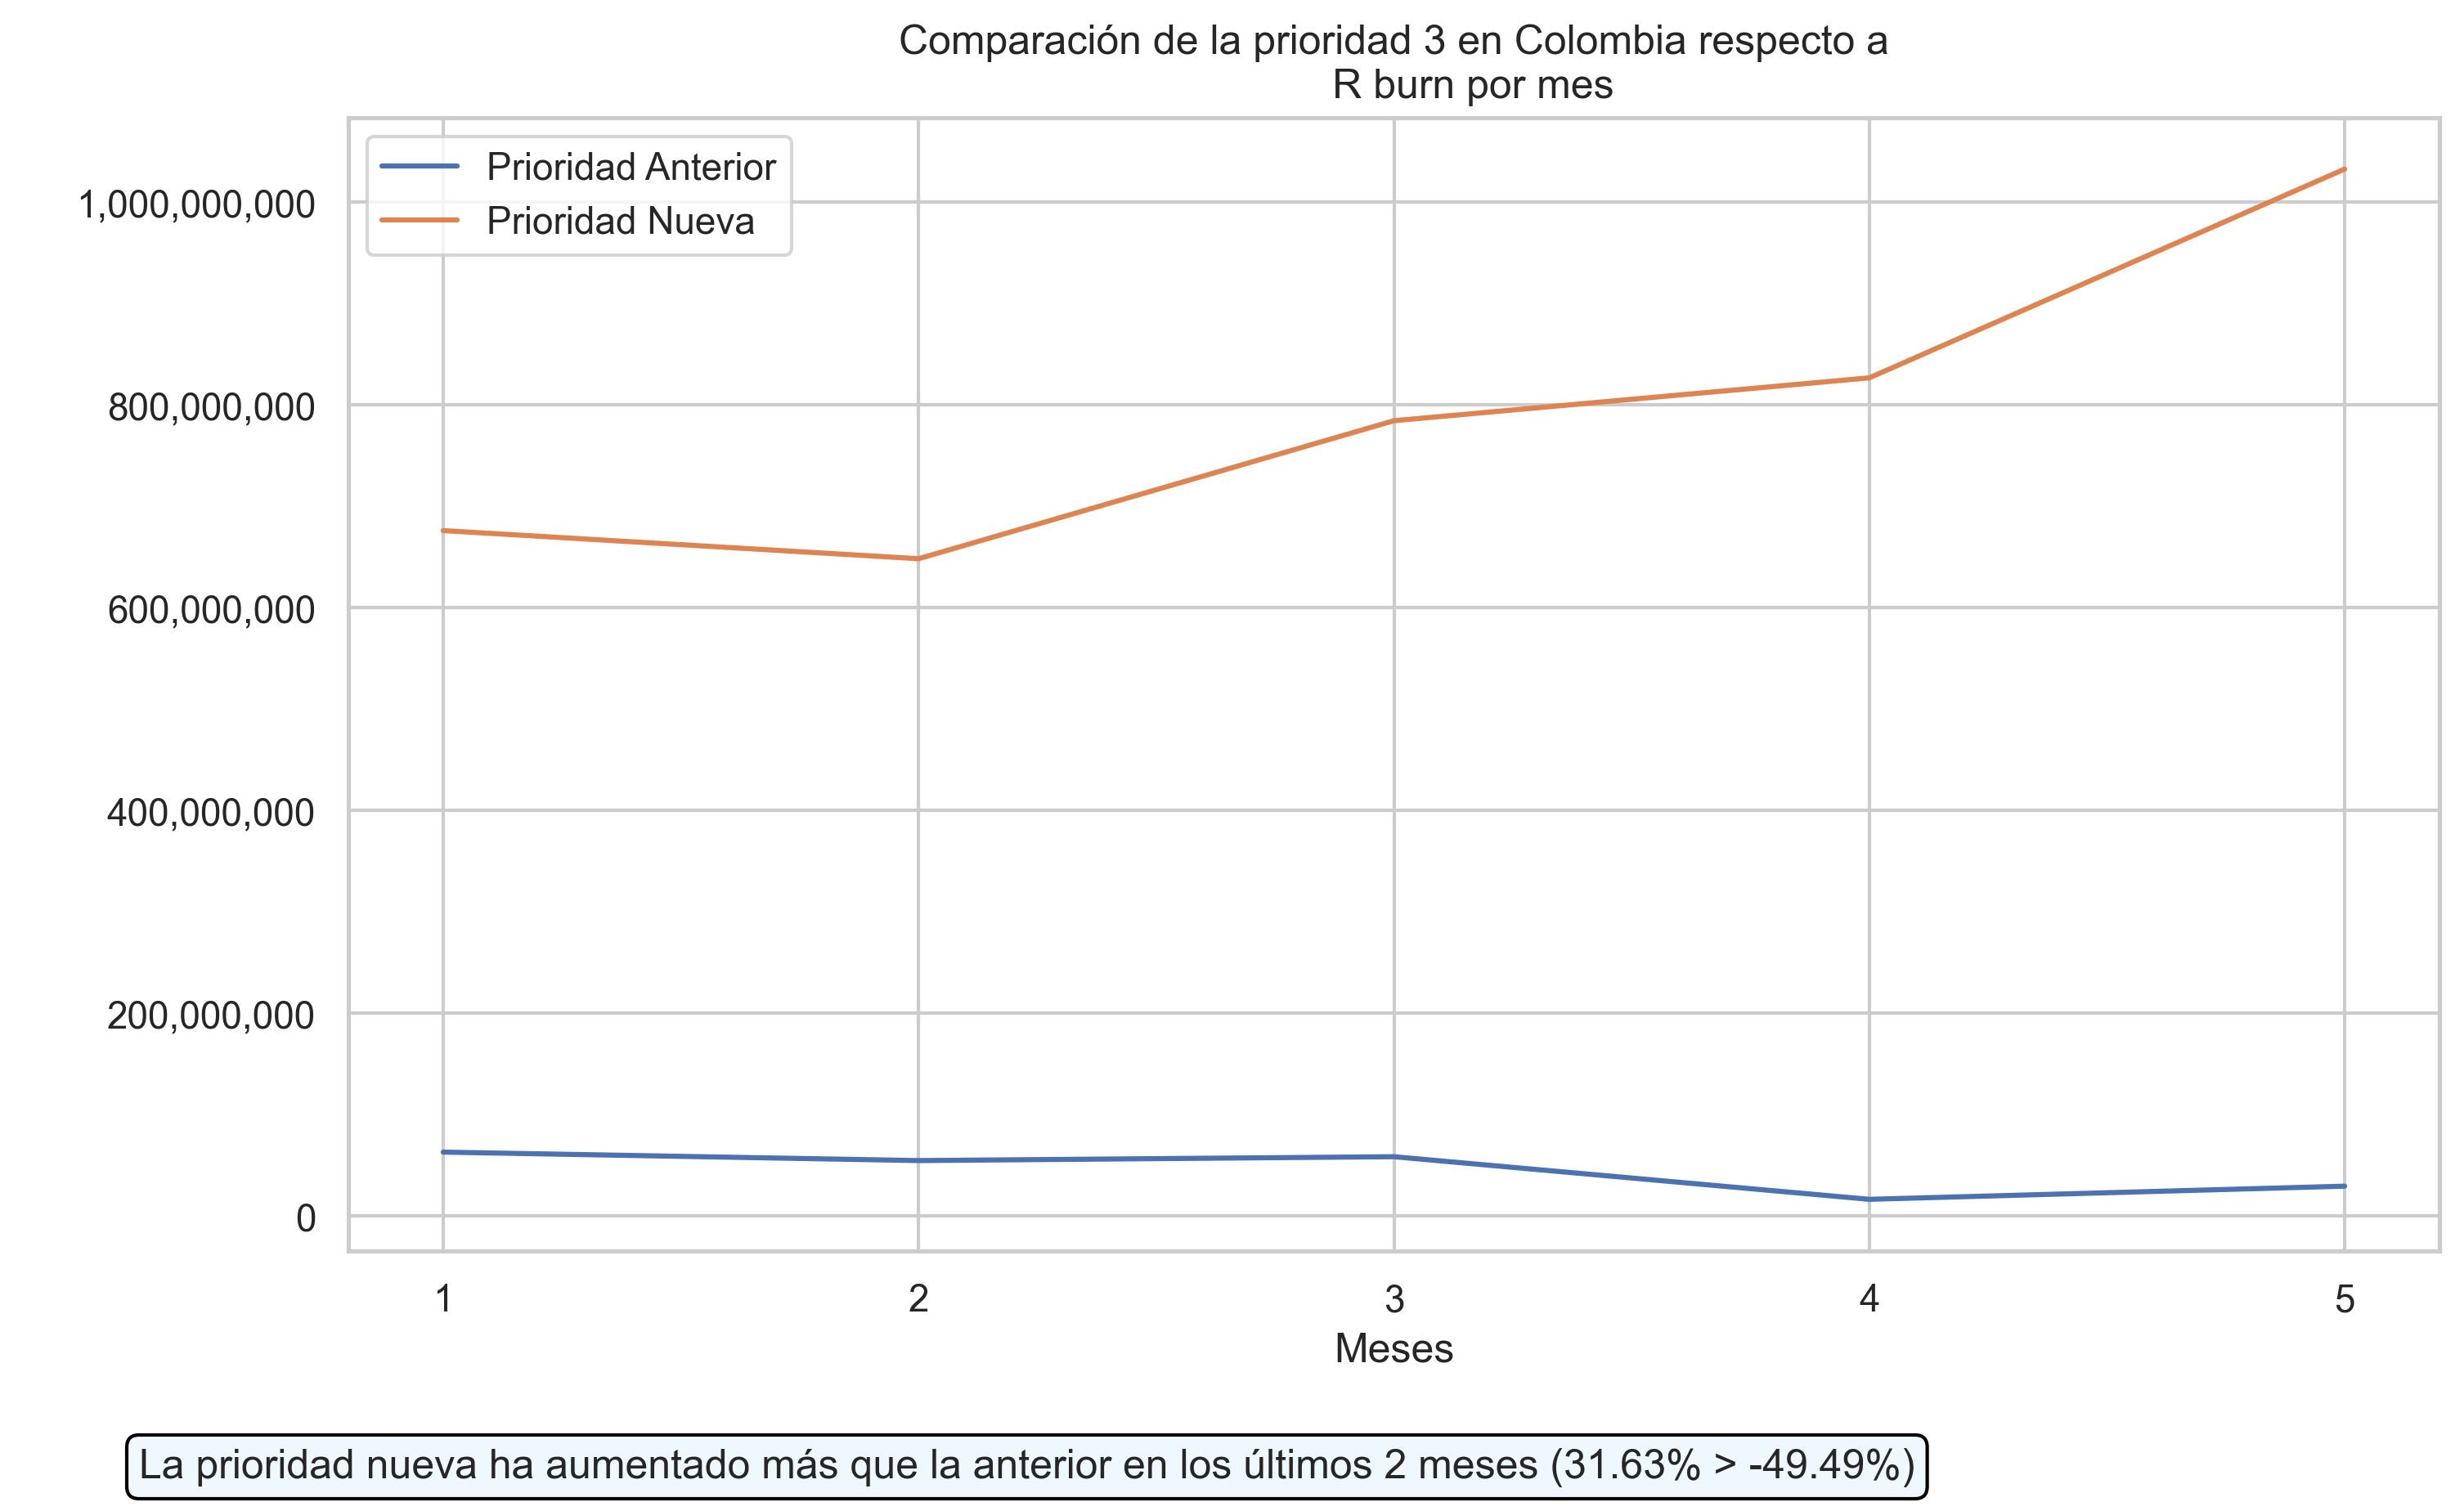 Comparación de la prioridad 3 en Colombia respecto a
R burn por mes
Prioridad Anterior
Prioridad Nueva
1,000,000,000
800,000,000
600,000,000
400,000,000
200,000,000
0
1 2 3 4 5
Meses
La prioridad nueva ha aumentado más que la anterior en los últimos 2 meses (31.63% > -49.49%)